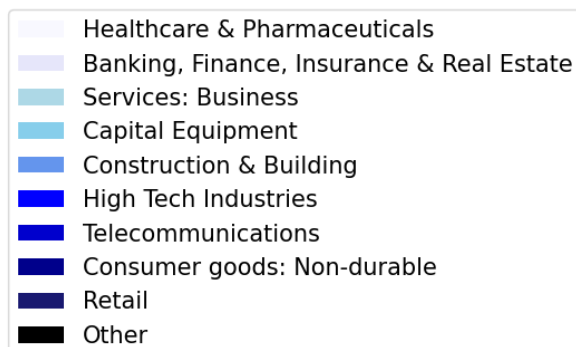 Healthcare & Pharmaceuticals
Banking, Finance, Insurance & Real Estate
Services: Business
Capital Equipment
Construction & Building
High Tech Industries
Telecommunications
Consumer goods: Non-durable
Retail
Other